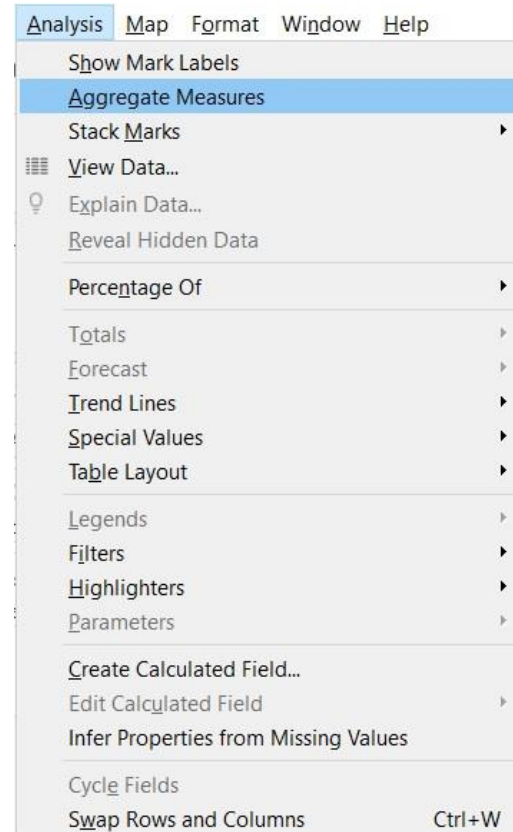 Analysis Map Format Window Help
Show Mark Labels
Aggregate Measures
Stack Marks
View Data...
Explain Data...
Reveal Hidden Data
Percentage Of
Totals
Forecast
Trend Lines
Special Values
Table Layout
Legends
Filters
Highlighters
Parameters
Create Calculated Field...
Edit Calculated Field
Infer Properties from Missing Values
Cycle Fields
Swap Rows and Columns Ctrl+W